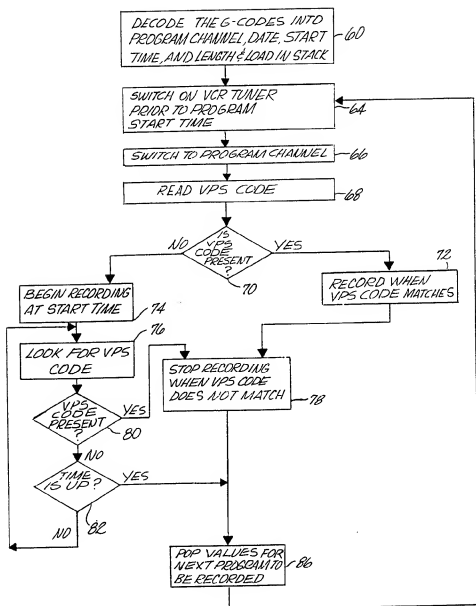 DECODE THE G-CODES INTO
PROGRAM CHANNEL, DATE, START
TIME, AND LENGTH & LOAD IN STACK
60
SWITCH ON VCR TUNER
PRIOR TO PROGRAM
START TIME
64
SWITCH TO PROGRAM CHANNEL
66
READ VPS CODE
68
IS
VPS
CODE
PRESENT
?
70
NO
YES
72
RECORD WHEN
VPS CODE MATCHES
BEGIN RECORDING
AT START TIME
74
76
LOOK FOR VPS
CODE
STOP RECORDING
WHEN VPS CODE
DOES NOT MATCH
78
VPS
CODE
PRESENT
?
YES
80
NO
TIME
IS UP?
YES
82
NO
POP VALUES FOR
NEXT PROGRAM TO
BE RECORDED
86